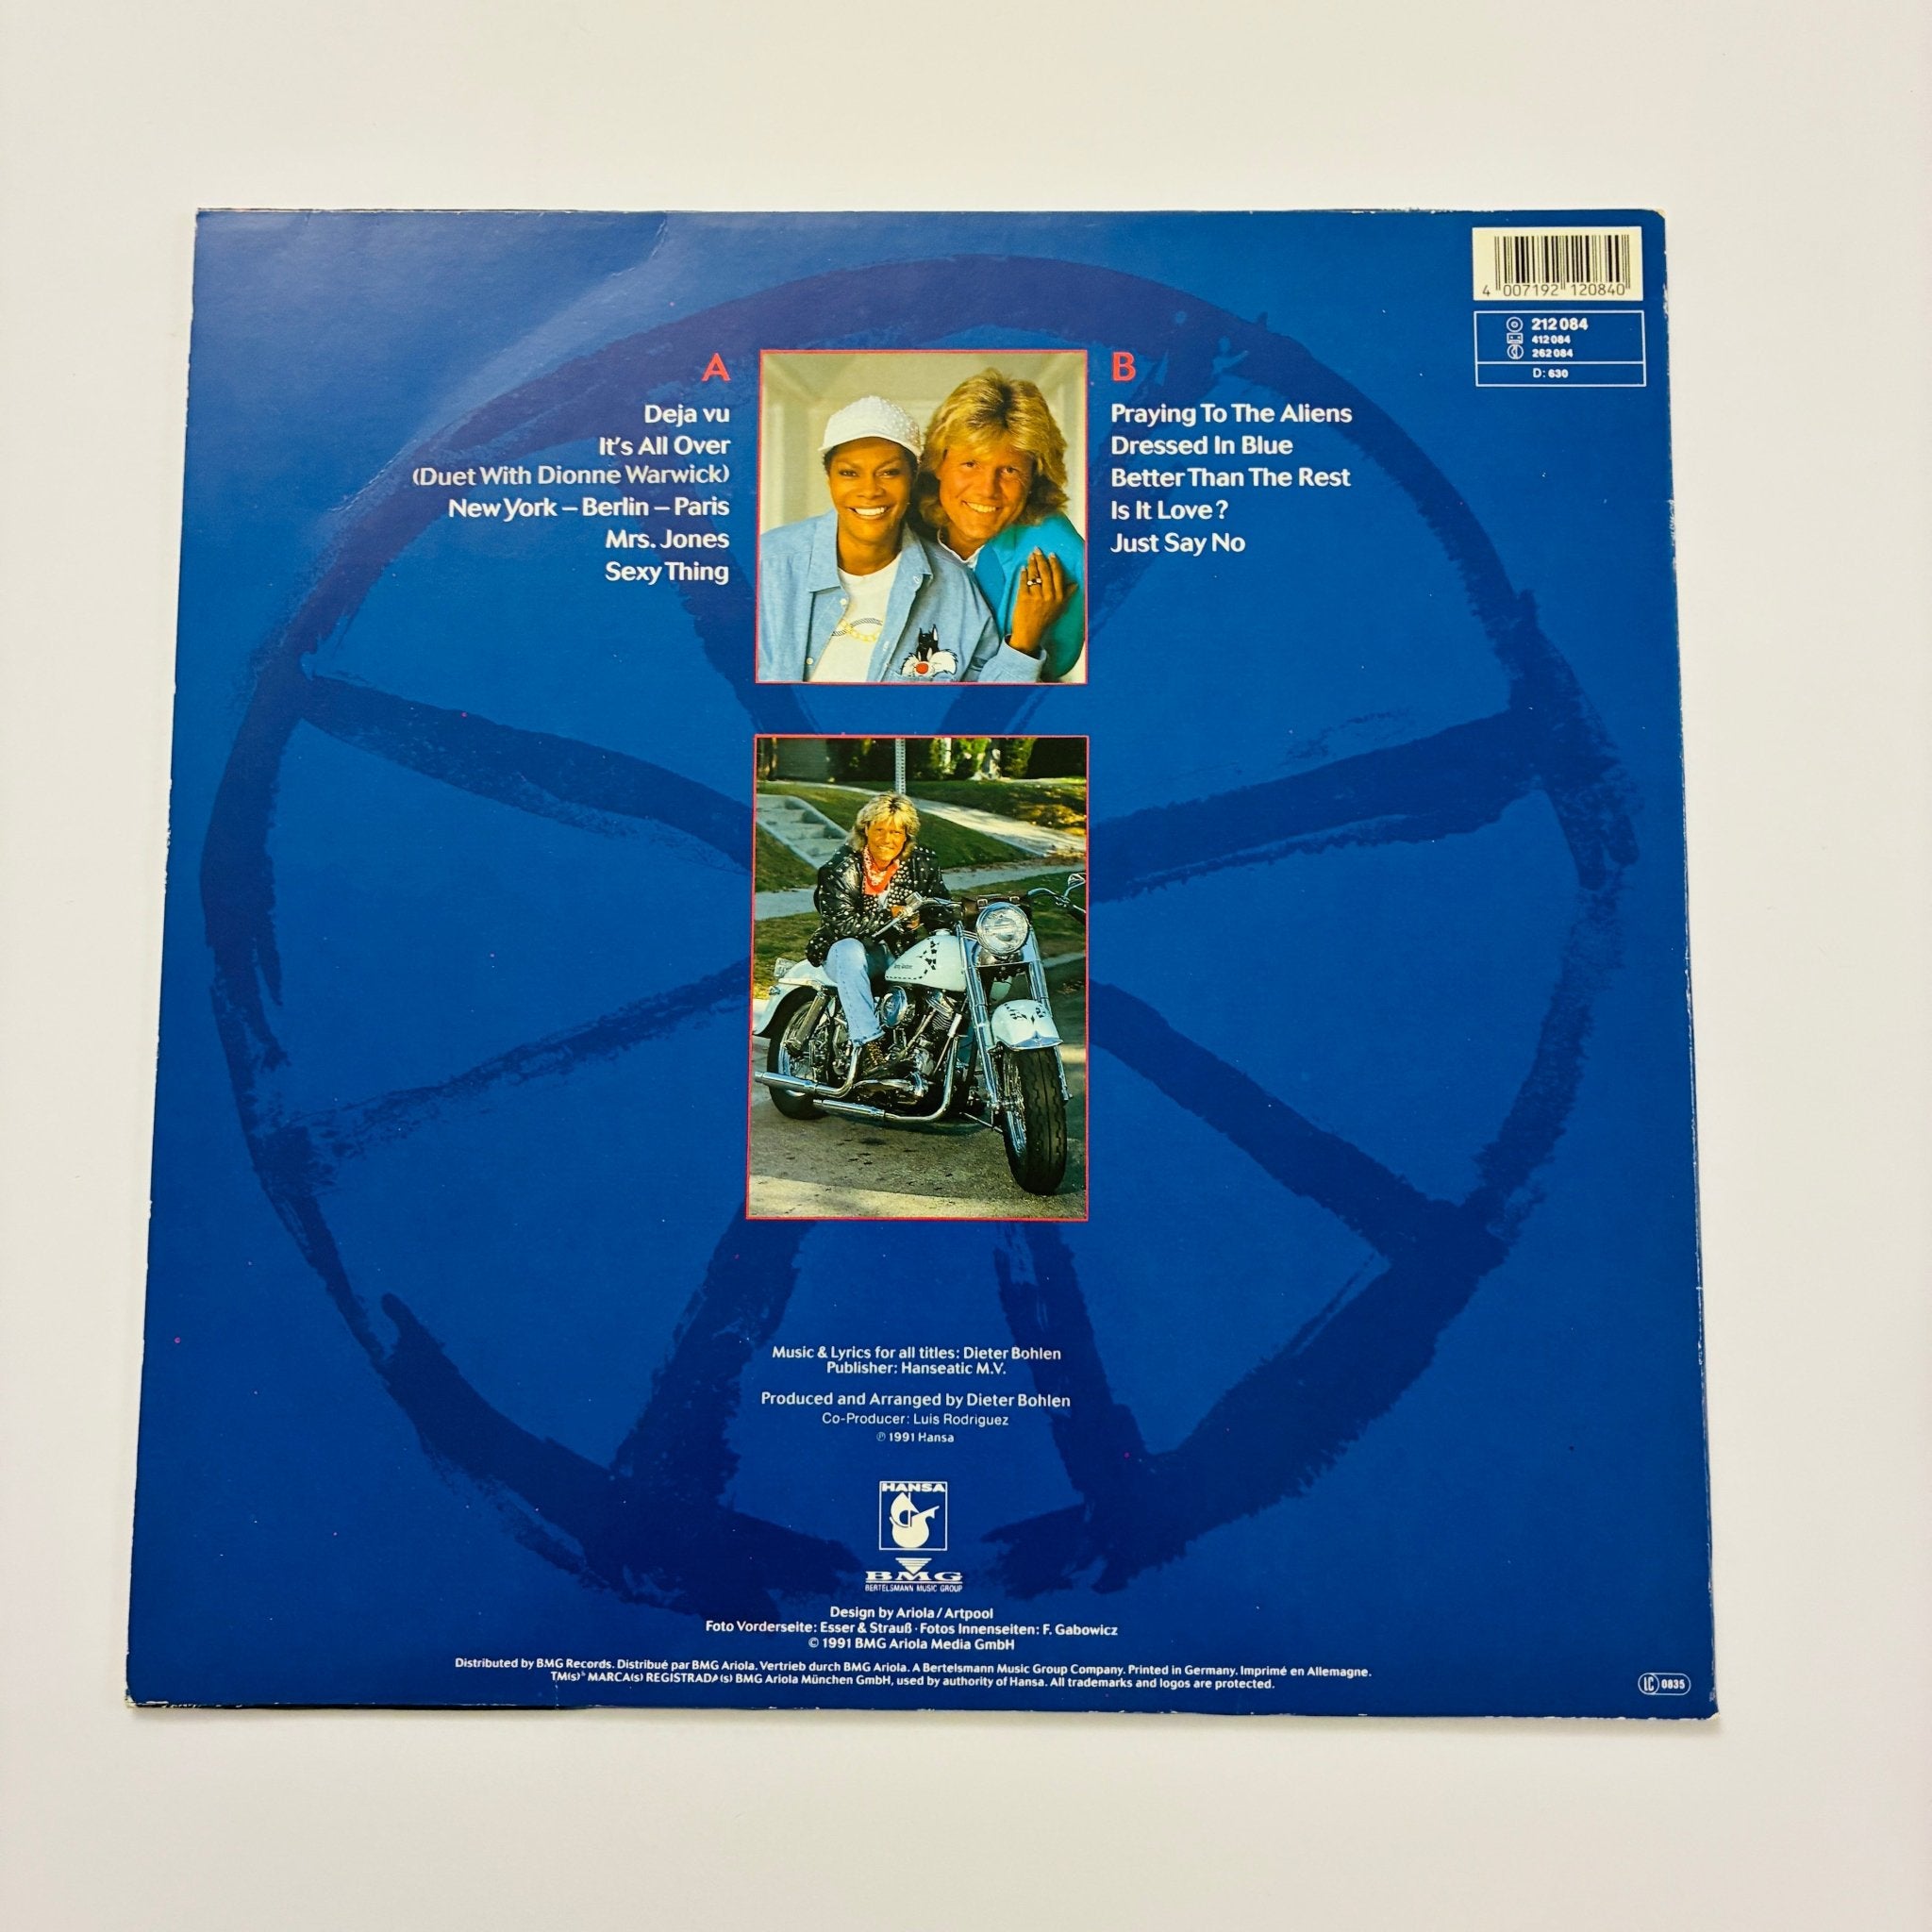 4 007192 120840
212 084
412 084
262 084
D: 630
A
Deja vu
It's All Over
(Duet With Dionne Warwick)
New York – Berlin – Paris
Mrs. Jones
Sexy Thing
B
Praying To The Aliens
Dressed In Blue
Better Than The Rest
Is It Love?
Just Say No
Music & Lyrics for all titles: Dieter Bohlen
Publisher: Hanseatic M.V.
Produced and Arranged by Dieter Bohlen
Co-Producer: Luis Rodriguez
℗ 1991 Hansa
HANSA
BMG
BERTELSMANN MUSIC GROUP
Design by Ariola / Artpool
Foto Vorderseite: Esser & Strauß · Fotos Innenseiten: F. Gabowicz
© 1991 BMG Ariola Media GmbH
Distributed by BMG Records. Distribué par BMG Ariola. Vertrieb durch BMG Ariola. A Bertelsmann Music Group Company. Printed in Germany. Imprimé en Allemagne.
TM(s)® MARCA(s) REGISTRADA(s) BMG Ariola München GmbH, used by authority of Hansa. All trademarks and logos are protected.
LC 0835